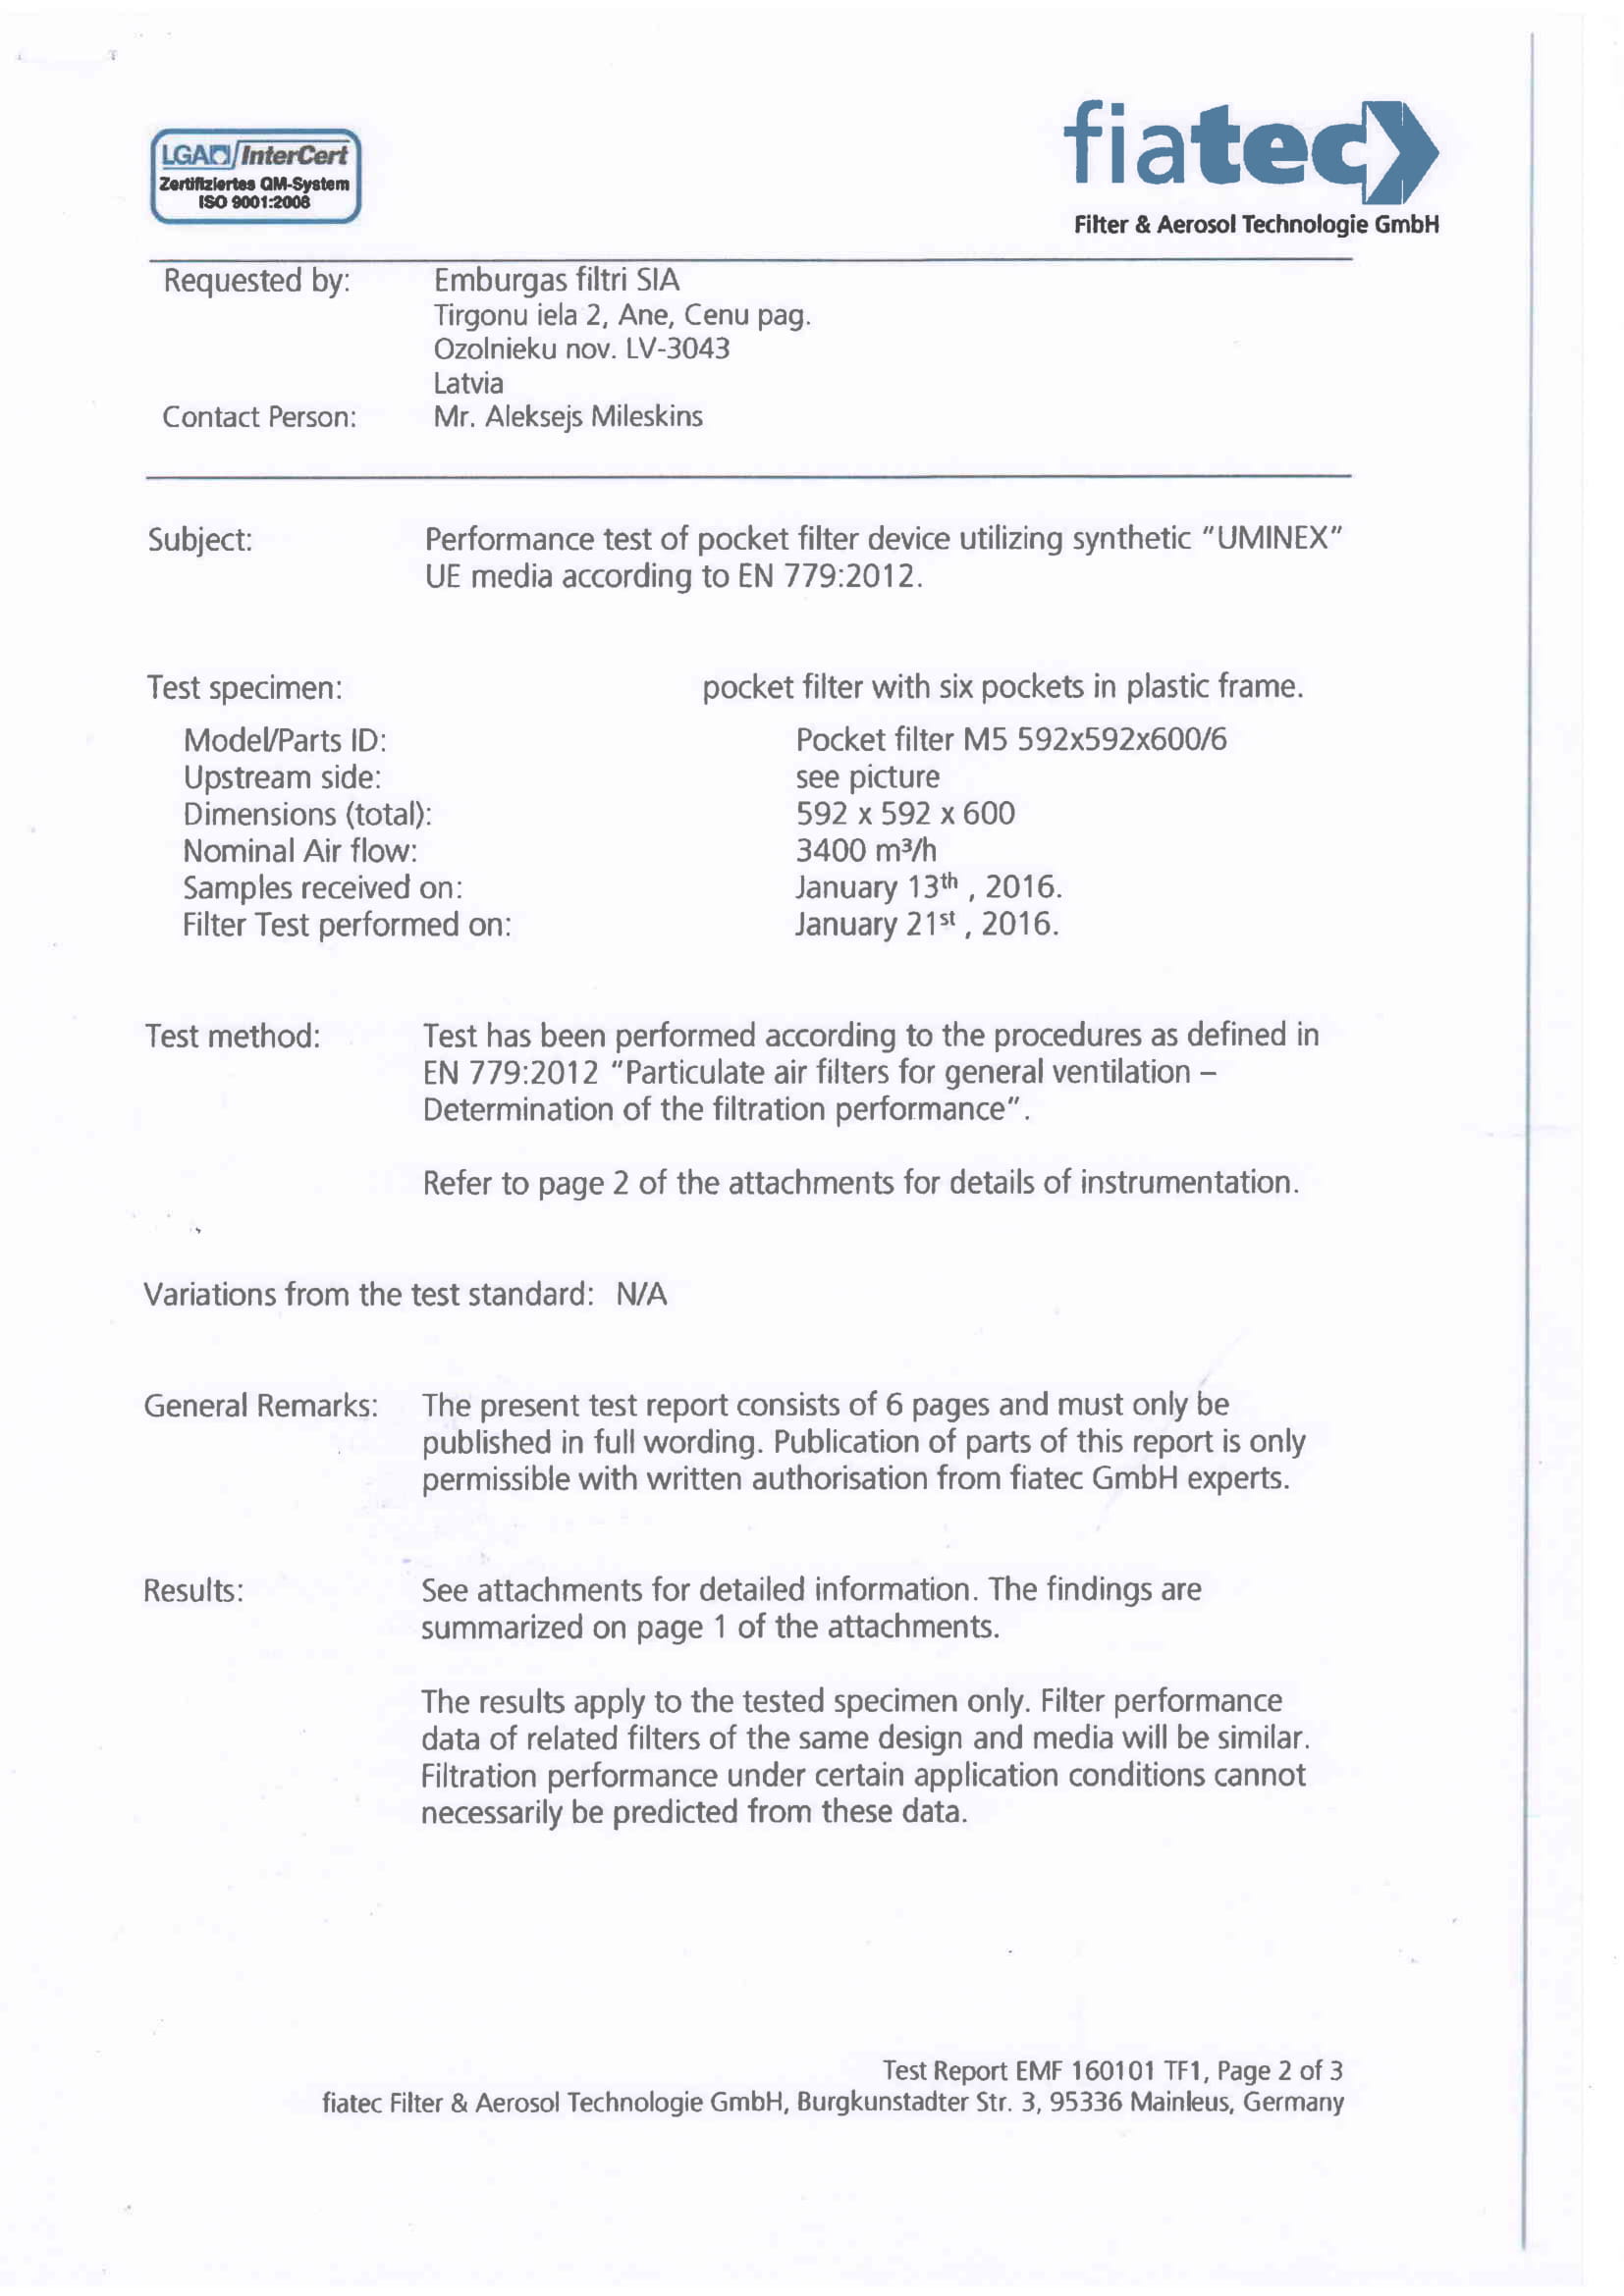 LGA InterCert
Zertifiziertes QM-System
ISO 9001:2008
fiatec
Filter & Aerosol Technologie GmbH
Requested by: Emburgas filtri SIA
Tirgonu iela 2, Ane, Cenu pag.
Ozolnieku nov. LV-3043
Latvia
Contact Person: Mr. Aleksejs Mileskins
Subject: Performance test of pocket filter device utilizing synthetic "UMINEX"
UE media according to EN 779:2012.
Test specimen: pocket filter with six pockets in plastic frame.
Model/Parts ID: Pocket filter M5 592x592x600/6
Upstream side: see picture
Dimensions (total): 592 x 592 x 600
Nominal Air flow: 3400 m³/h
Samples received on: January 13th , 2016.
Filter Test performed on: January 21st , 2016.
Test method: Test has been performed according to the procedures as defined in
EN 779:2012 "Particulate air filters for general ventilation –
Determination of the filtration performance".
Refer to page 2 of the attachments for details of instrumentation.
Variations from the test standard: N/A
General Remarks: The present test report consists of 6 pages and must only be
published in full wording. Publication of parts of this report is only
permissible with written authorisation from fiatec GmbH experts.
Results: See attachments for detailed information. The findings are
summarized on page 1 of the attachments.
The results apply to the tested specimen only. Filter performance
data of related filters of the same design and media will be similar.
Filtration performance under certain application conditions cannot
necessarily be predicted from these data.
Test Report EMF 160101 TF1, Page 2 of 3
fiatec Filter & Aerosol Technologie GmbH, Burgkunstadter Str. 3, 95336 Mainleus, Germany